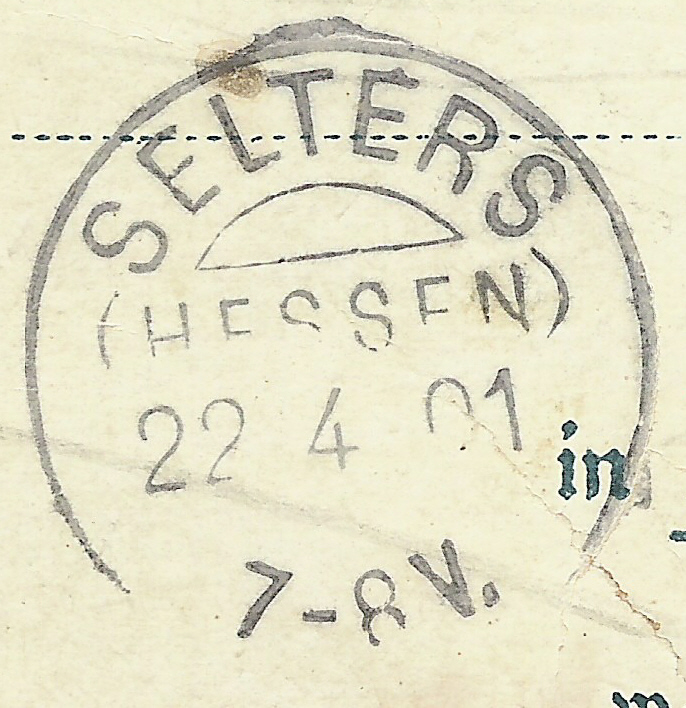 SELTERS
(HESSEN)
22 4 01
in
7-8V.